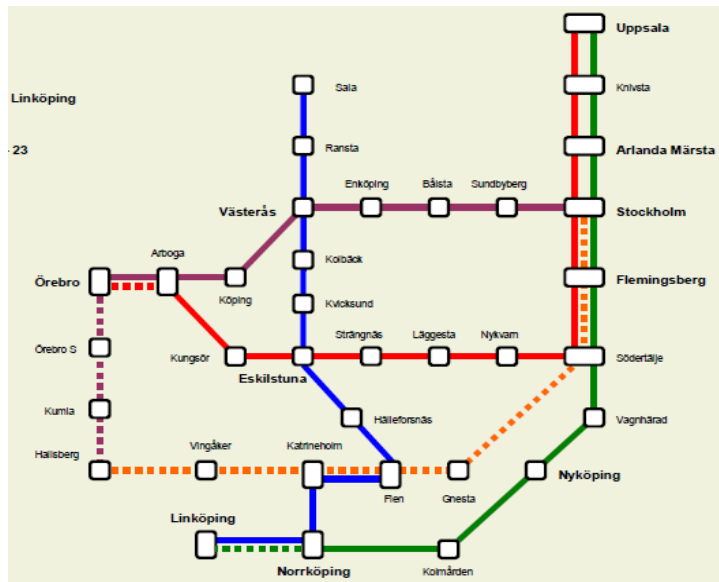 Uppsala
Linköping
Sala
Knivsta
- 23
Ransta
Arlanda Märsta
Enköping
Bålsta
Sundbyberg
Västerås
Stockholm
Arboga
Kolbäck
Örebro
Flemingsberg
Köping
Kvicksund
Strängnäs
Läggesta
Nykvarn
Örebro S
Kungsör
Södertälje
Eskilstuna
Kumla
Hälleforsnäs
Vagnhärad
Hallsberg
Vingåker
Katrineholm
Flen
Gnesta
Nyköping
Linköping
Norrköping
Kolmården